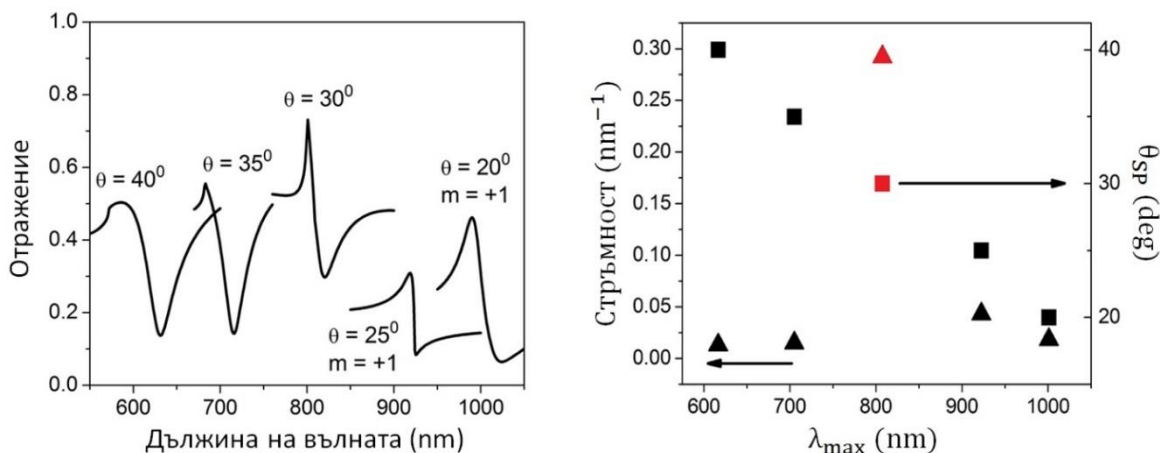 1.0
0.8
0.6
0.4
0.2
0.0
Отражение
θ = 40⁰
θ = 35⁰
θ = 30⁰
θ = 20⁰
m = +1
θ = 25⁰
m = +1
600 700 800 900 1000
Дължина на вълната (nm)
0.30
0.25
0.20
0.15
0.10
0.05
0.00
Стръмност (nm⁻¹)
40
30
20
θSP (deg)
600 700 800 900 1000
λmax (nm)